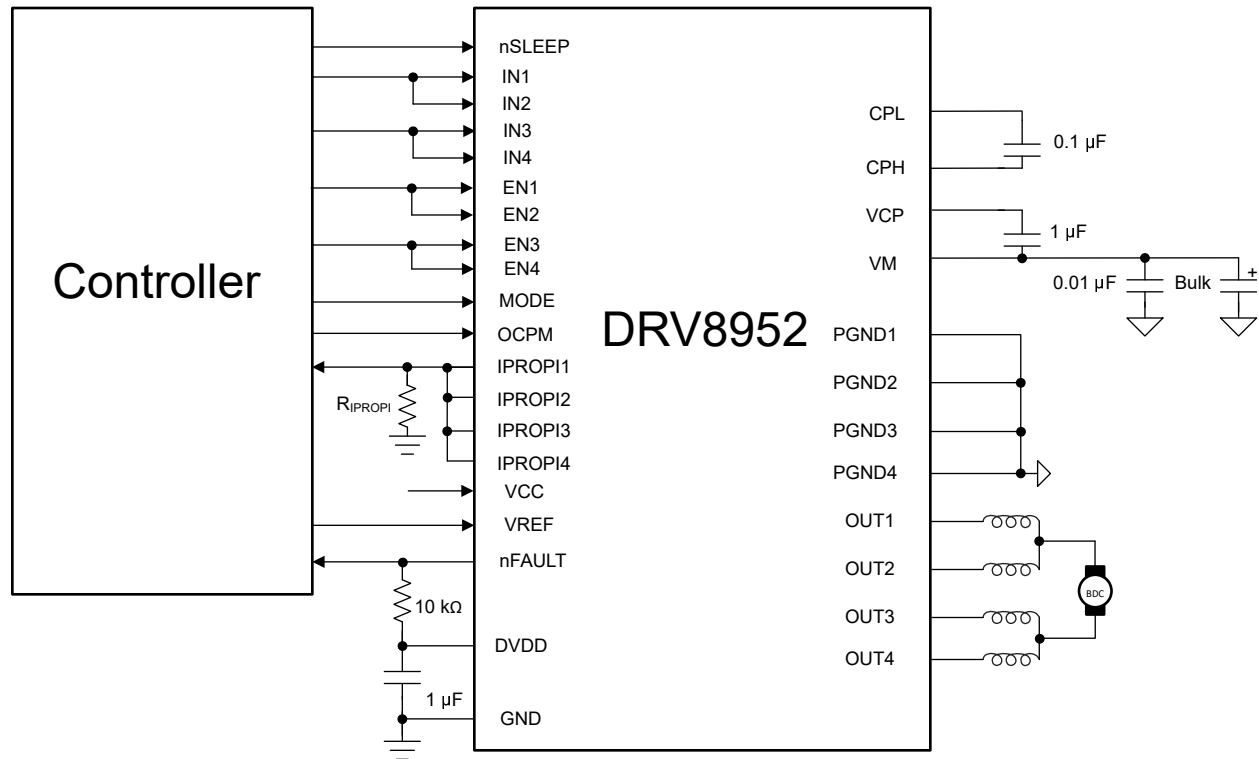 Controller
nSLEEP
IN1
IN2
IN3
IN4
EN1
EN2
EN3
EN4
MODE
OCPM
IPROPI1
IPROPI2
IPROPI3
IPROPI4
VCC
VREF
nFAULT
DVDD
GND
RIPROPI
10 kΩ
1 µF
DRV8952
CPL
CPH
VCP
VM
PGND1
PGND2
PGND3
PGND4
OUT1
OUT2
OUT3
OUT4
0.1 µF
1 µF
0.01 µF
Bulk
+
BDC